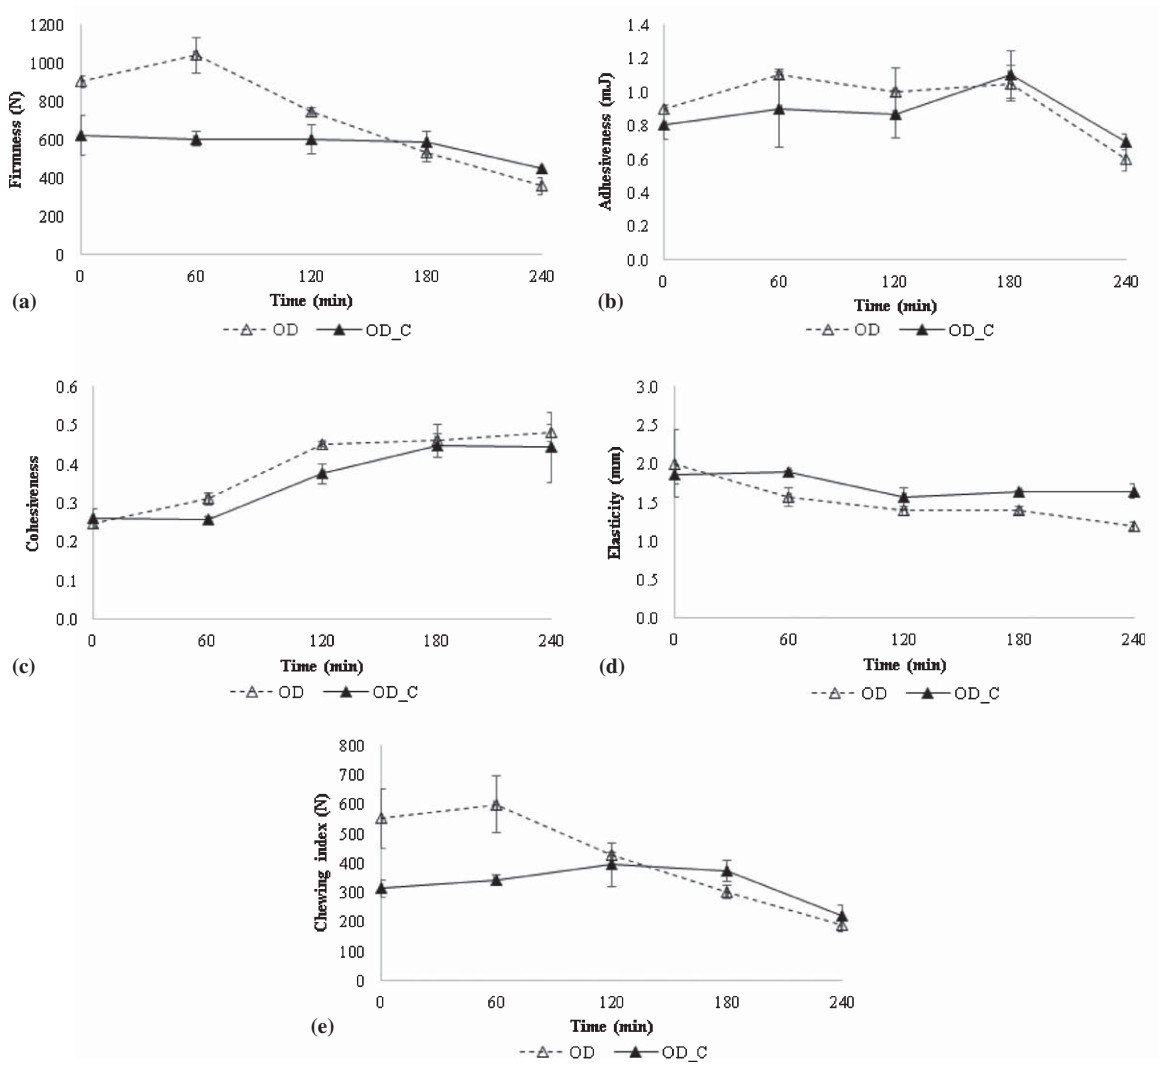 1200
1000
800
600
400
200
0
Firmness (N)
0 60 120 180 240
Time (min)
(a)
OD OD_C
1.4
1.2
1.0
0.8
0.6
0.4
0.2
0.0
Adhesiveness (mJ)
0 60 120 180 240
Time (min)
(b)
OD OD_C
0.6
0.5
0.4
0.3
0.2
0.1
0.0
Cohesiveness
0 60 120 180 240
Time (min)
(c)
OD OD_C
3.0
2.5
2.0
1.5
1.0
0.5
0.0
Elasticity (mm)
0 60 120 180 240
Time (min)
(d)
OD OD_C
800
700
600
500
400
300
200
100
0
Chewing index (N)
0 60 120 180 240
Time (min)
(e)
OD OD_C